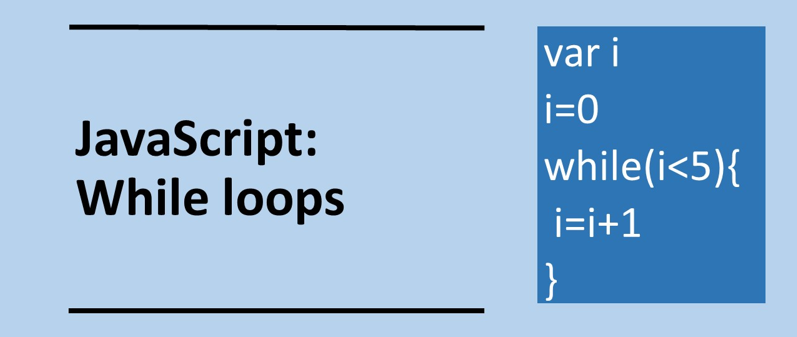 JavaScript:
While loops
var i
i=0
while(i<5){
 i=i+1
}